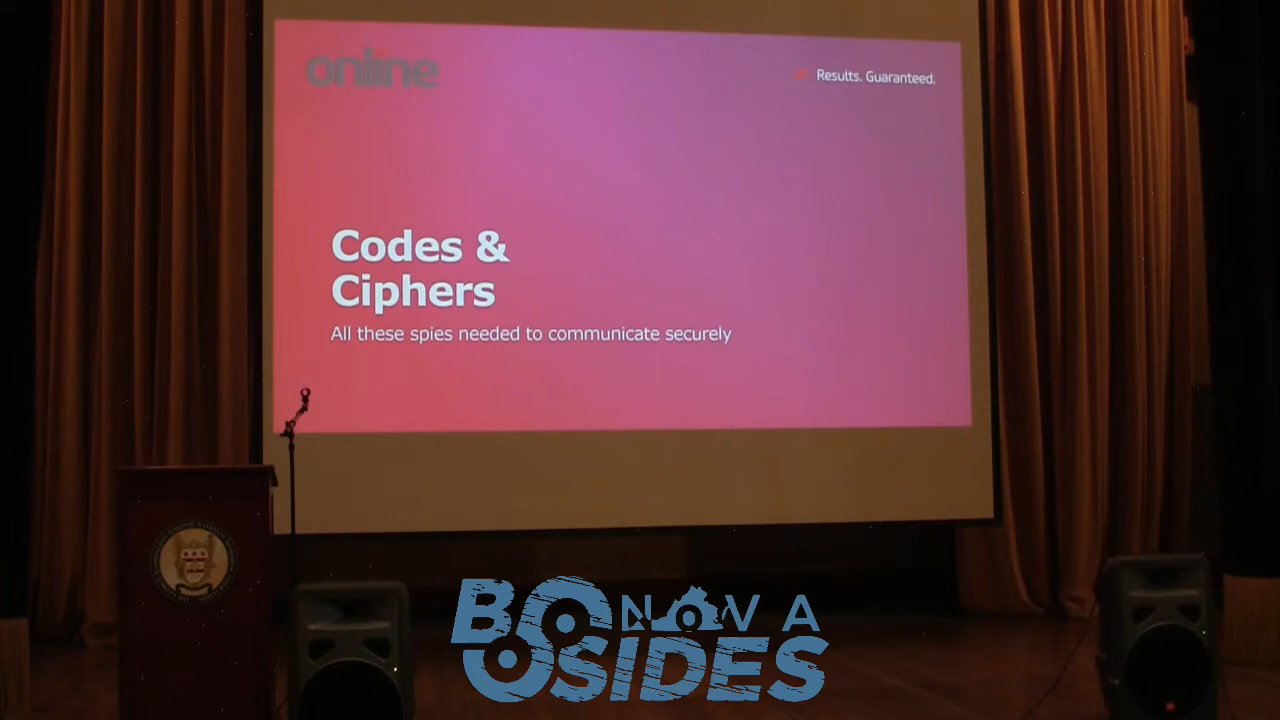 online
Results. Guaranteed.
Codes &
Ciphers
All these spies needed to communicate securely
BSIDES
NOVA